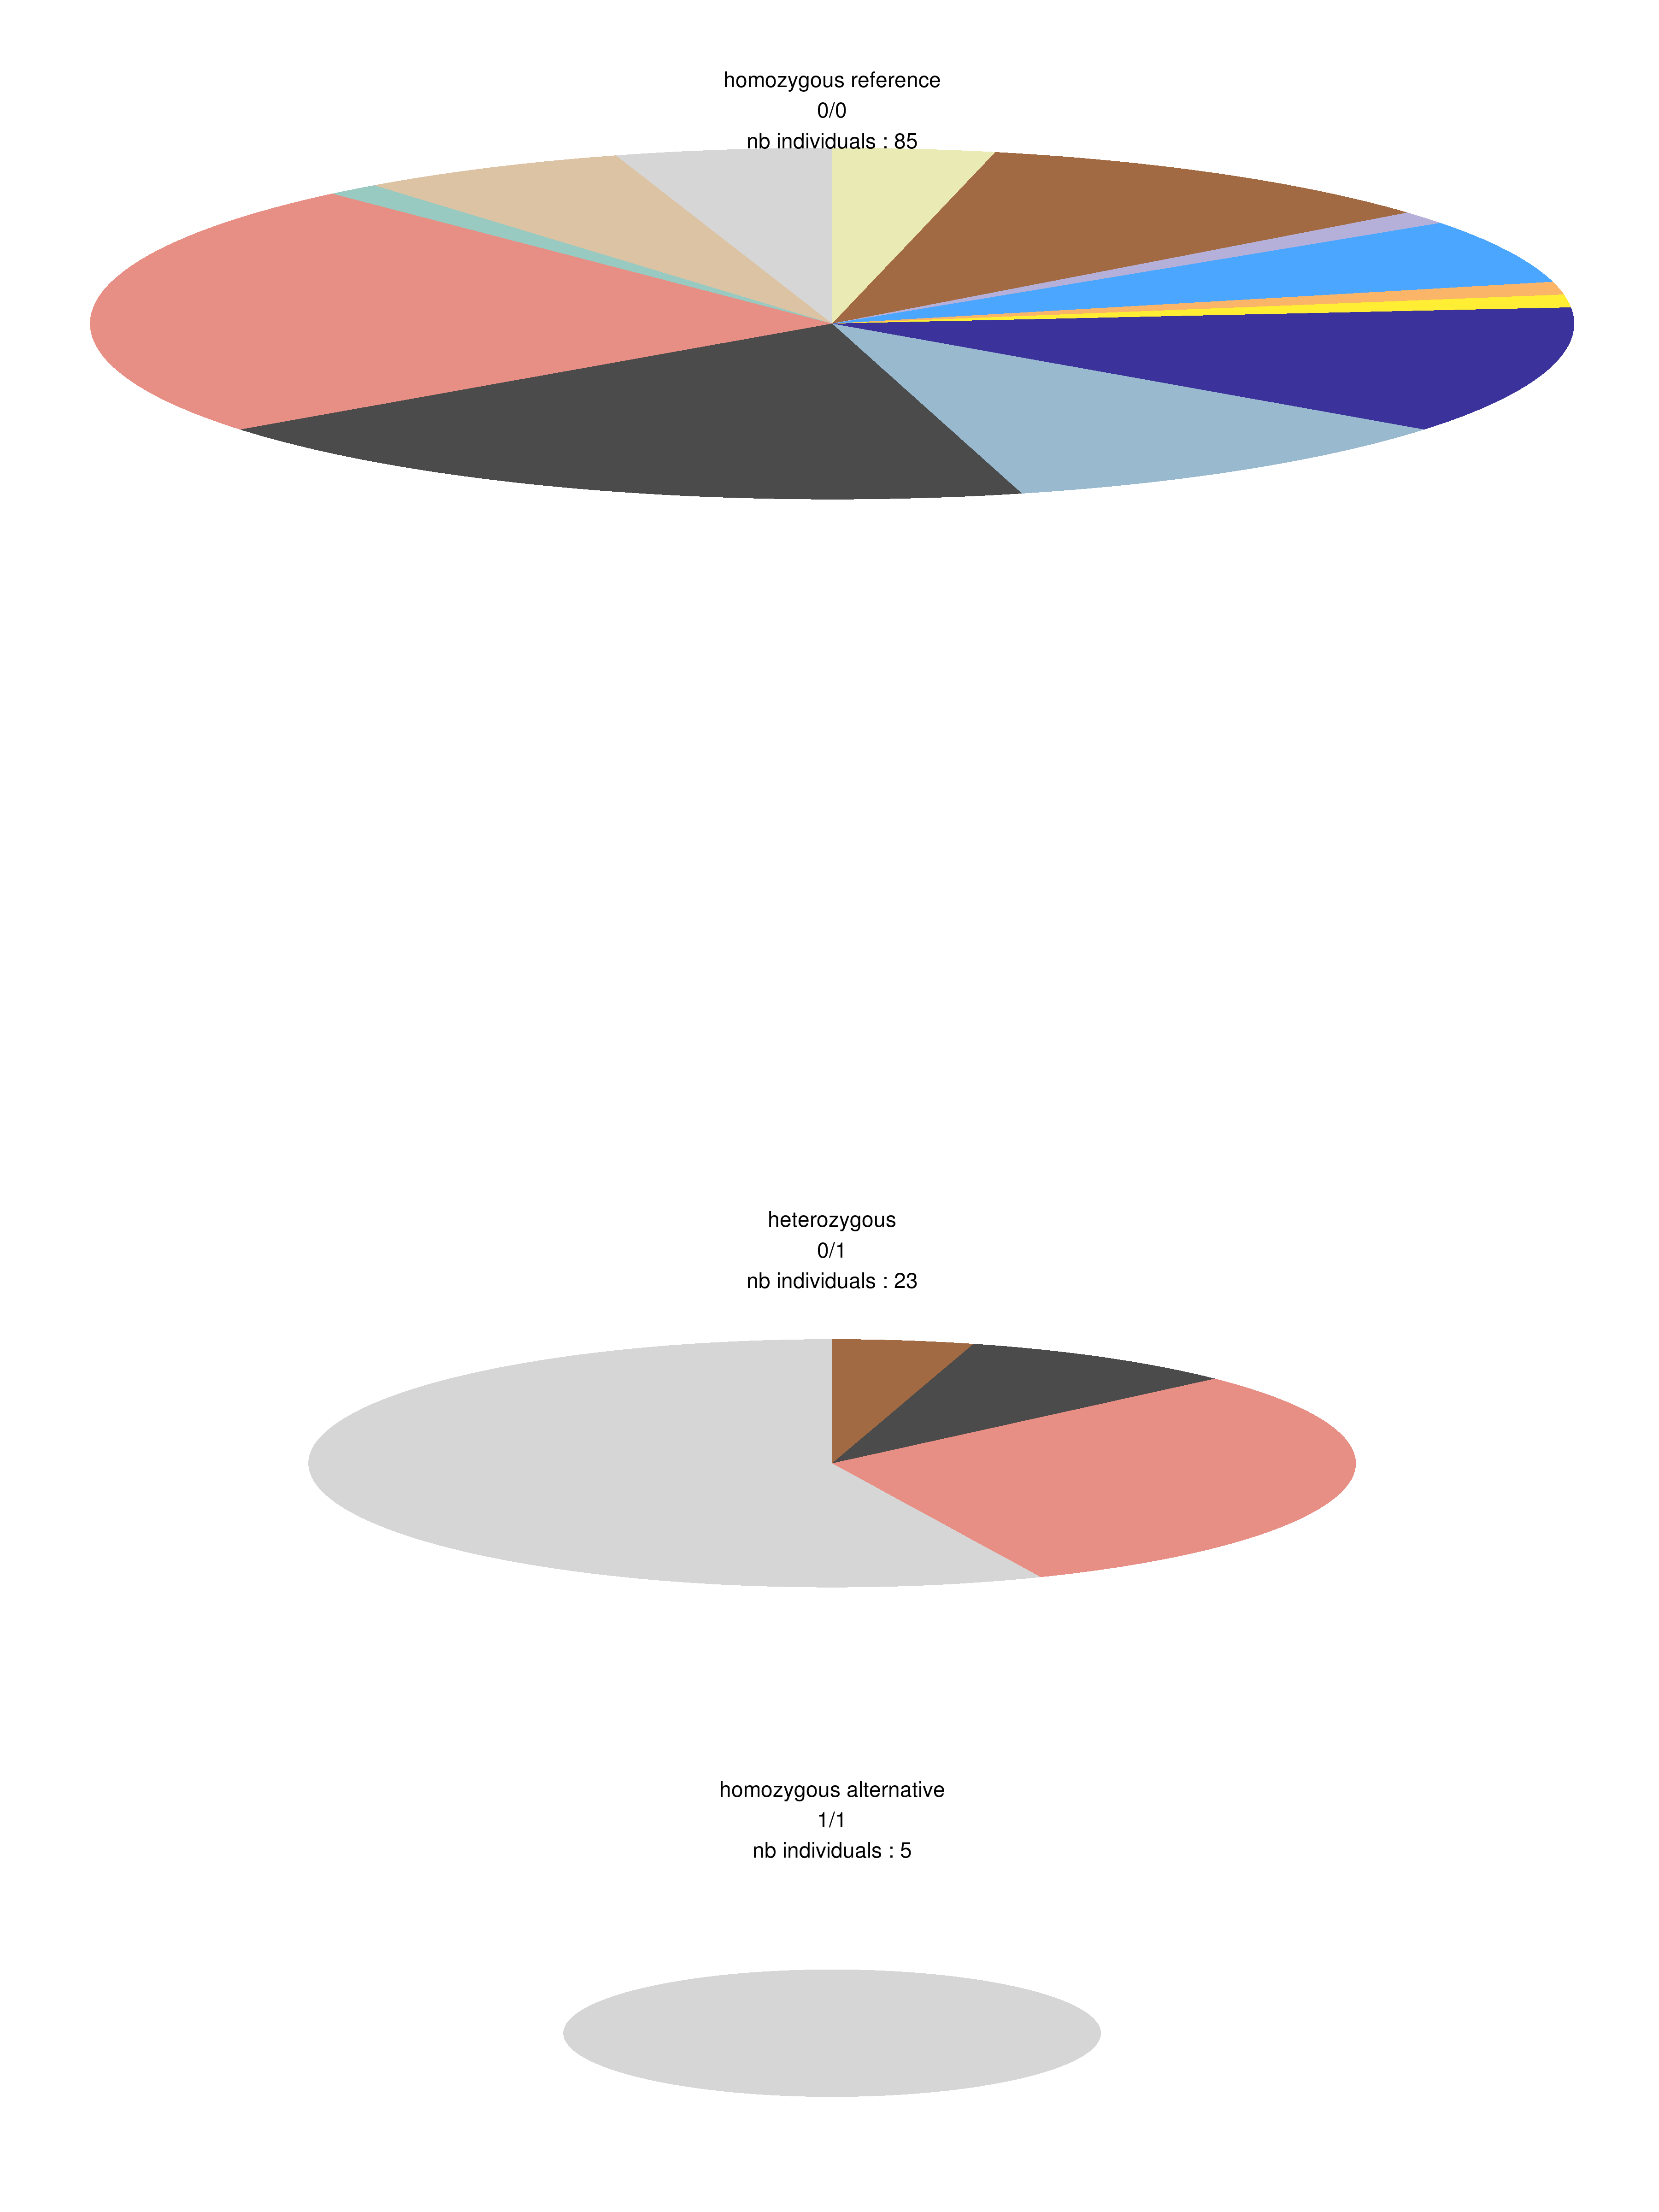 homozygous reference
0/0
nb individuals : 85
heterozygous
0/1
nb individuals : 23
homozygous alternative
1/1
nb individuals : 5